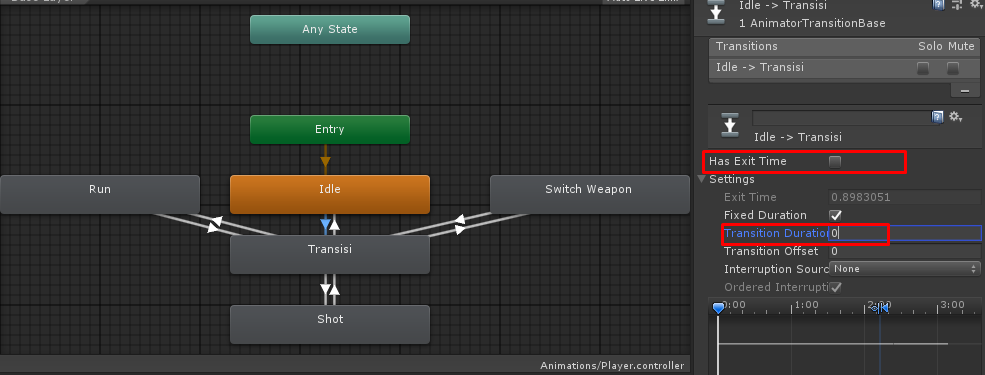 Any State
Entry
Run
Idle
Switch Weapon
Transisi
Shot
Animations/Player.controller
Idle -> Transisi
1 AnimatorTransitionBase
Transitions Solo Mute
Idle -> Transisi
Idle -> Transisi
Has Exit Time
Settings
Exit Time 0.8983051
Fixed Duration
Transition Duration 0
Transition Offset 0
Interruption Sourc None
Ordered Interrupti
0:00 1:00 2:00 3:00